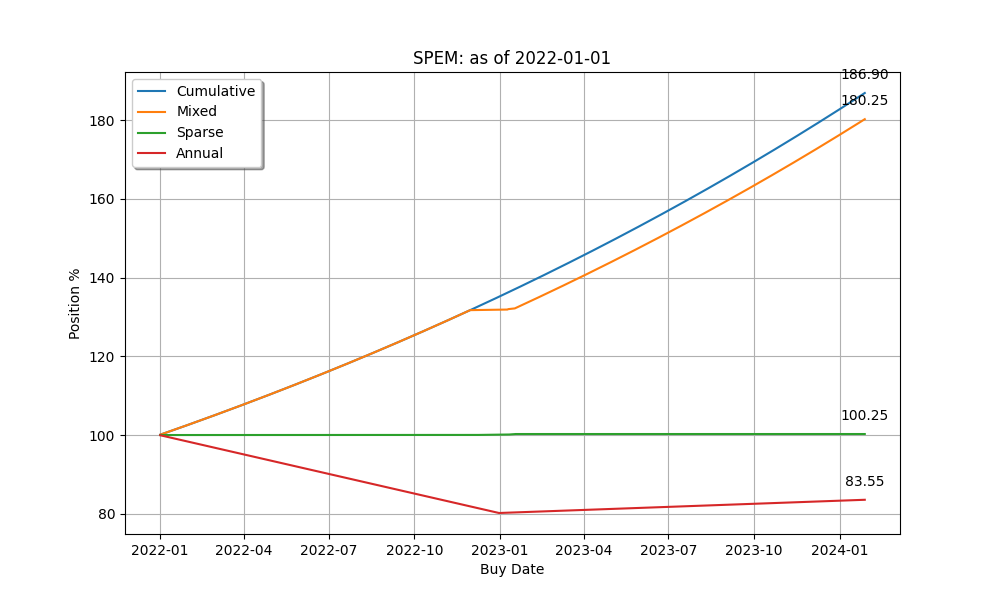 SPEM: as of 2022-01-01
186.90
Cumulative
180.25
Mixed
Sparse
Annual
180
160
140
120
100
80
100.25
83.55
Position %
2022-01 2022-04 2022-07 2022-10 2023-01 2023-04 2023-07 2023-10 2024-01
Buy Date